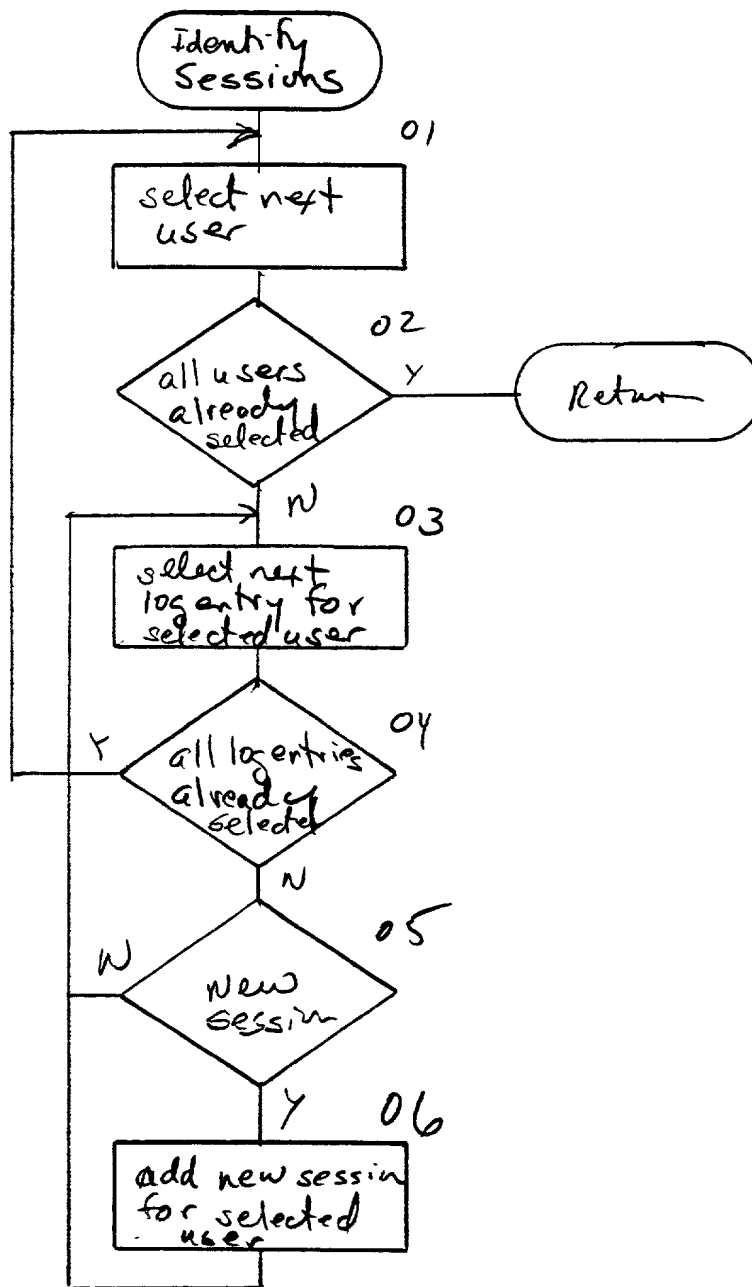 Identify
Sessions
01
select next
user
02
all users
already
selected
Y
Return
N
03
select next
log entry for
selected user
04
Y
all log entries
already
selected
N
05
N
New
session
Y
06
add new sessin
for selected
user